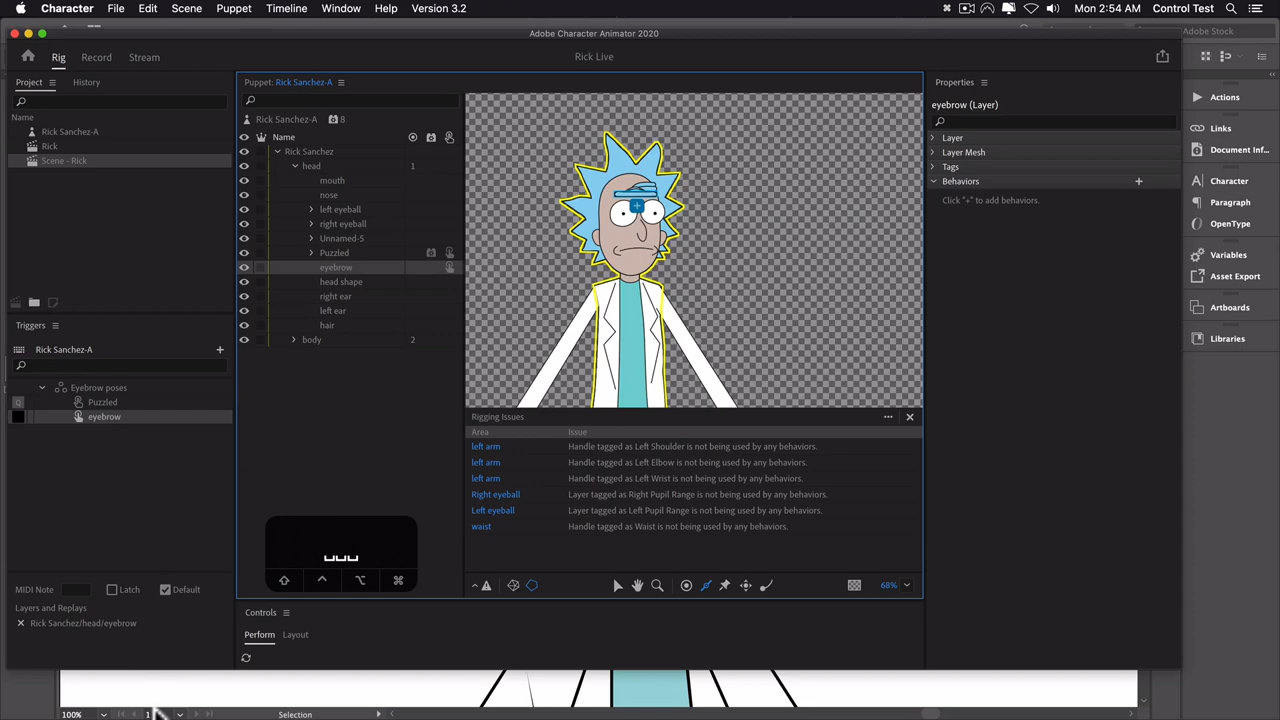 Character File Edit Scene Puppet Timeline Window Help Version 3.2 Mon 2:54 AM Control Test
Adobe Character Animator 2020
Adobe Stock
Rig Record Stream Rick Live
Project History
Puppet: Rick Sanchez-A
Properties
Name
Rick Sanchez-A
Rick
Scene - Rick
Rick Sanchez-A 8
Name
Rick Sanchez
head 1
mouth
nose
left eyeball
right eyeball
Unnamed-5
Puzzled
eyebrow
head shape
right ear
left ear
hair
body 2
eyebrow (Layer)
Layer
Layer Mesh
Tags
Behaviors
Click "+" to add behaviors.
Actions
Links
Document Inf...
Character
Paragraph
OpenType
Variables
Asset Export
Artboards
Libraries
Triggers
Rick Sanchez-A
Eyebrow poses
Q Puzzled
eyebrow
Rigging Issues
Area Issue
left arm Handle tagged as Left Shoulder is not being used by any behaviors.
left arm Handle tagged as Left Elbow is not being used by any behaviors.
left arm Handle tagged as Left Wrist is not being used by any behaviors.
Right eyeball Layer tagged as Right Pupil Range is not being used by any behaviors.
Left eyeball Layer tagged as Left Pupil Range is not being used by any behaviors.
waist Handle tagged as Waist is not being used by any behaviors.
68%
MIDI Note Latch Default
Layers and Replays
Rick Sanchez/head/eyebrow
Controls
Perform Layout
100% 1 Selection